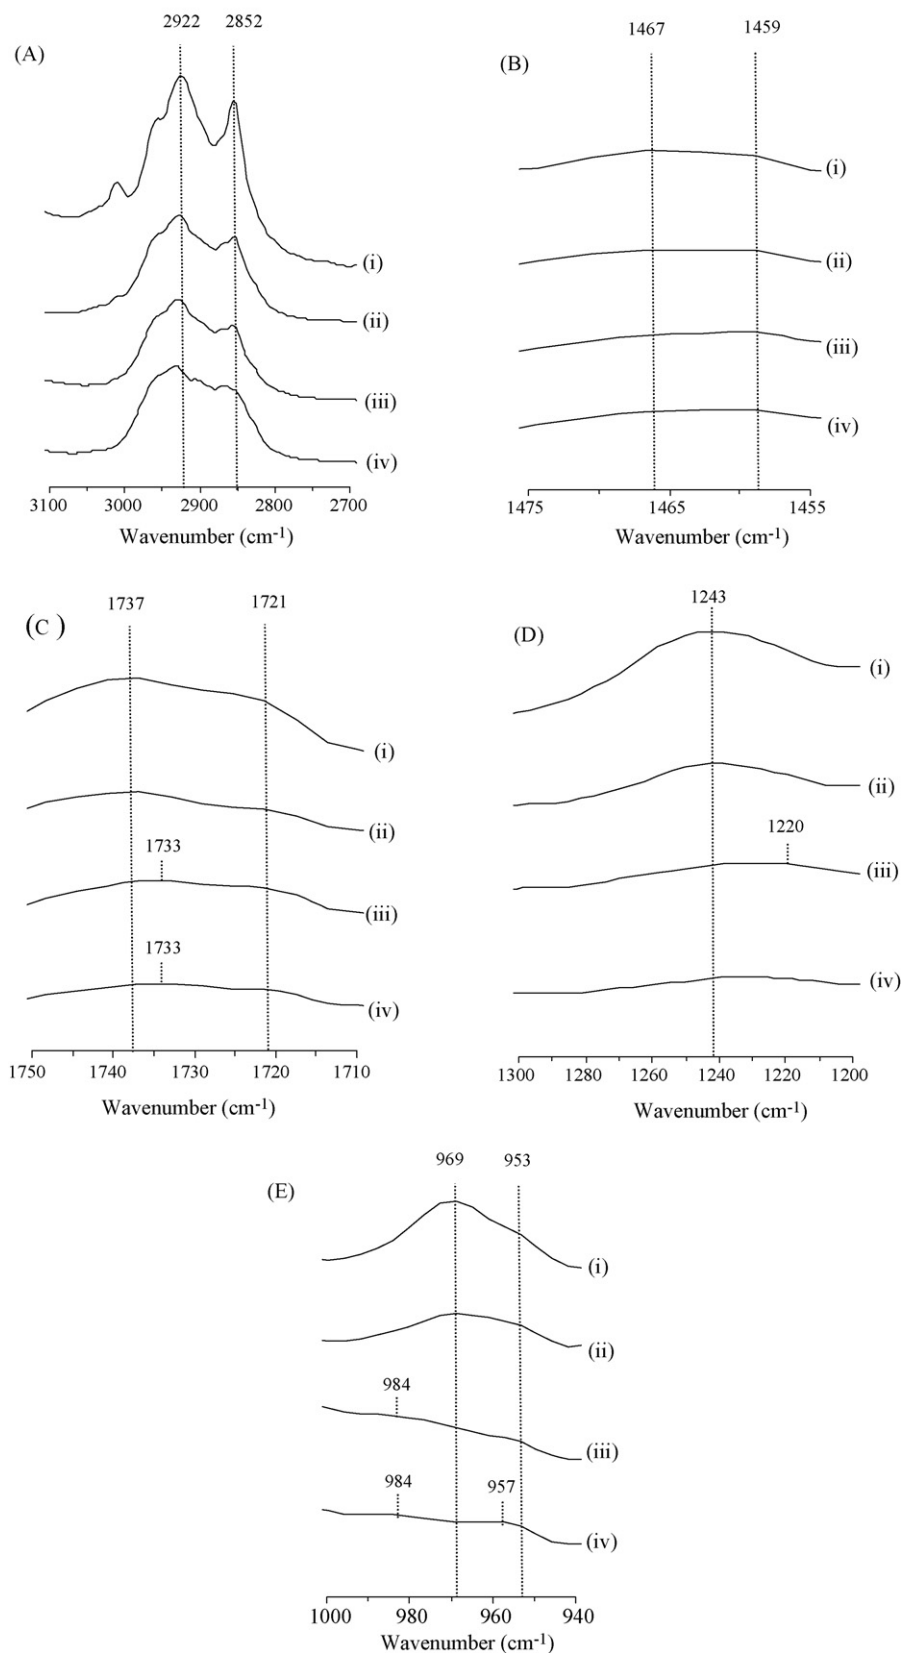 2922 2852
(A)
(i)
(ii)
(iii)
(iv)
3100 3000 2900 2800 2700
Wavenumber (cm-1)
1467 1459
(B)
(i)
(ii)
(iii)
(iv)
1475 1465 1455
Wavenumber (cm-1)
1737 1721
(C )
(i)
(ii)
1733
(iii)
1733
(iv)
1750 1740 1730 1720 1710
Wavenumber (cm-1)
1243
(D)
(i)
(ii)
1220
(iii)
(iv)
1300 1280 1260 1240 1220 1200
Wavenumber (cm-1)
969 953
(E)
(i)
(ii)
984
(iii)
984 957
(iv)
1000 980 960 940
Wavenumber (cm-1)